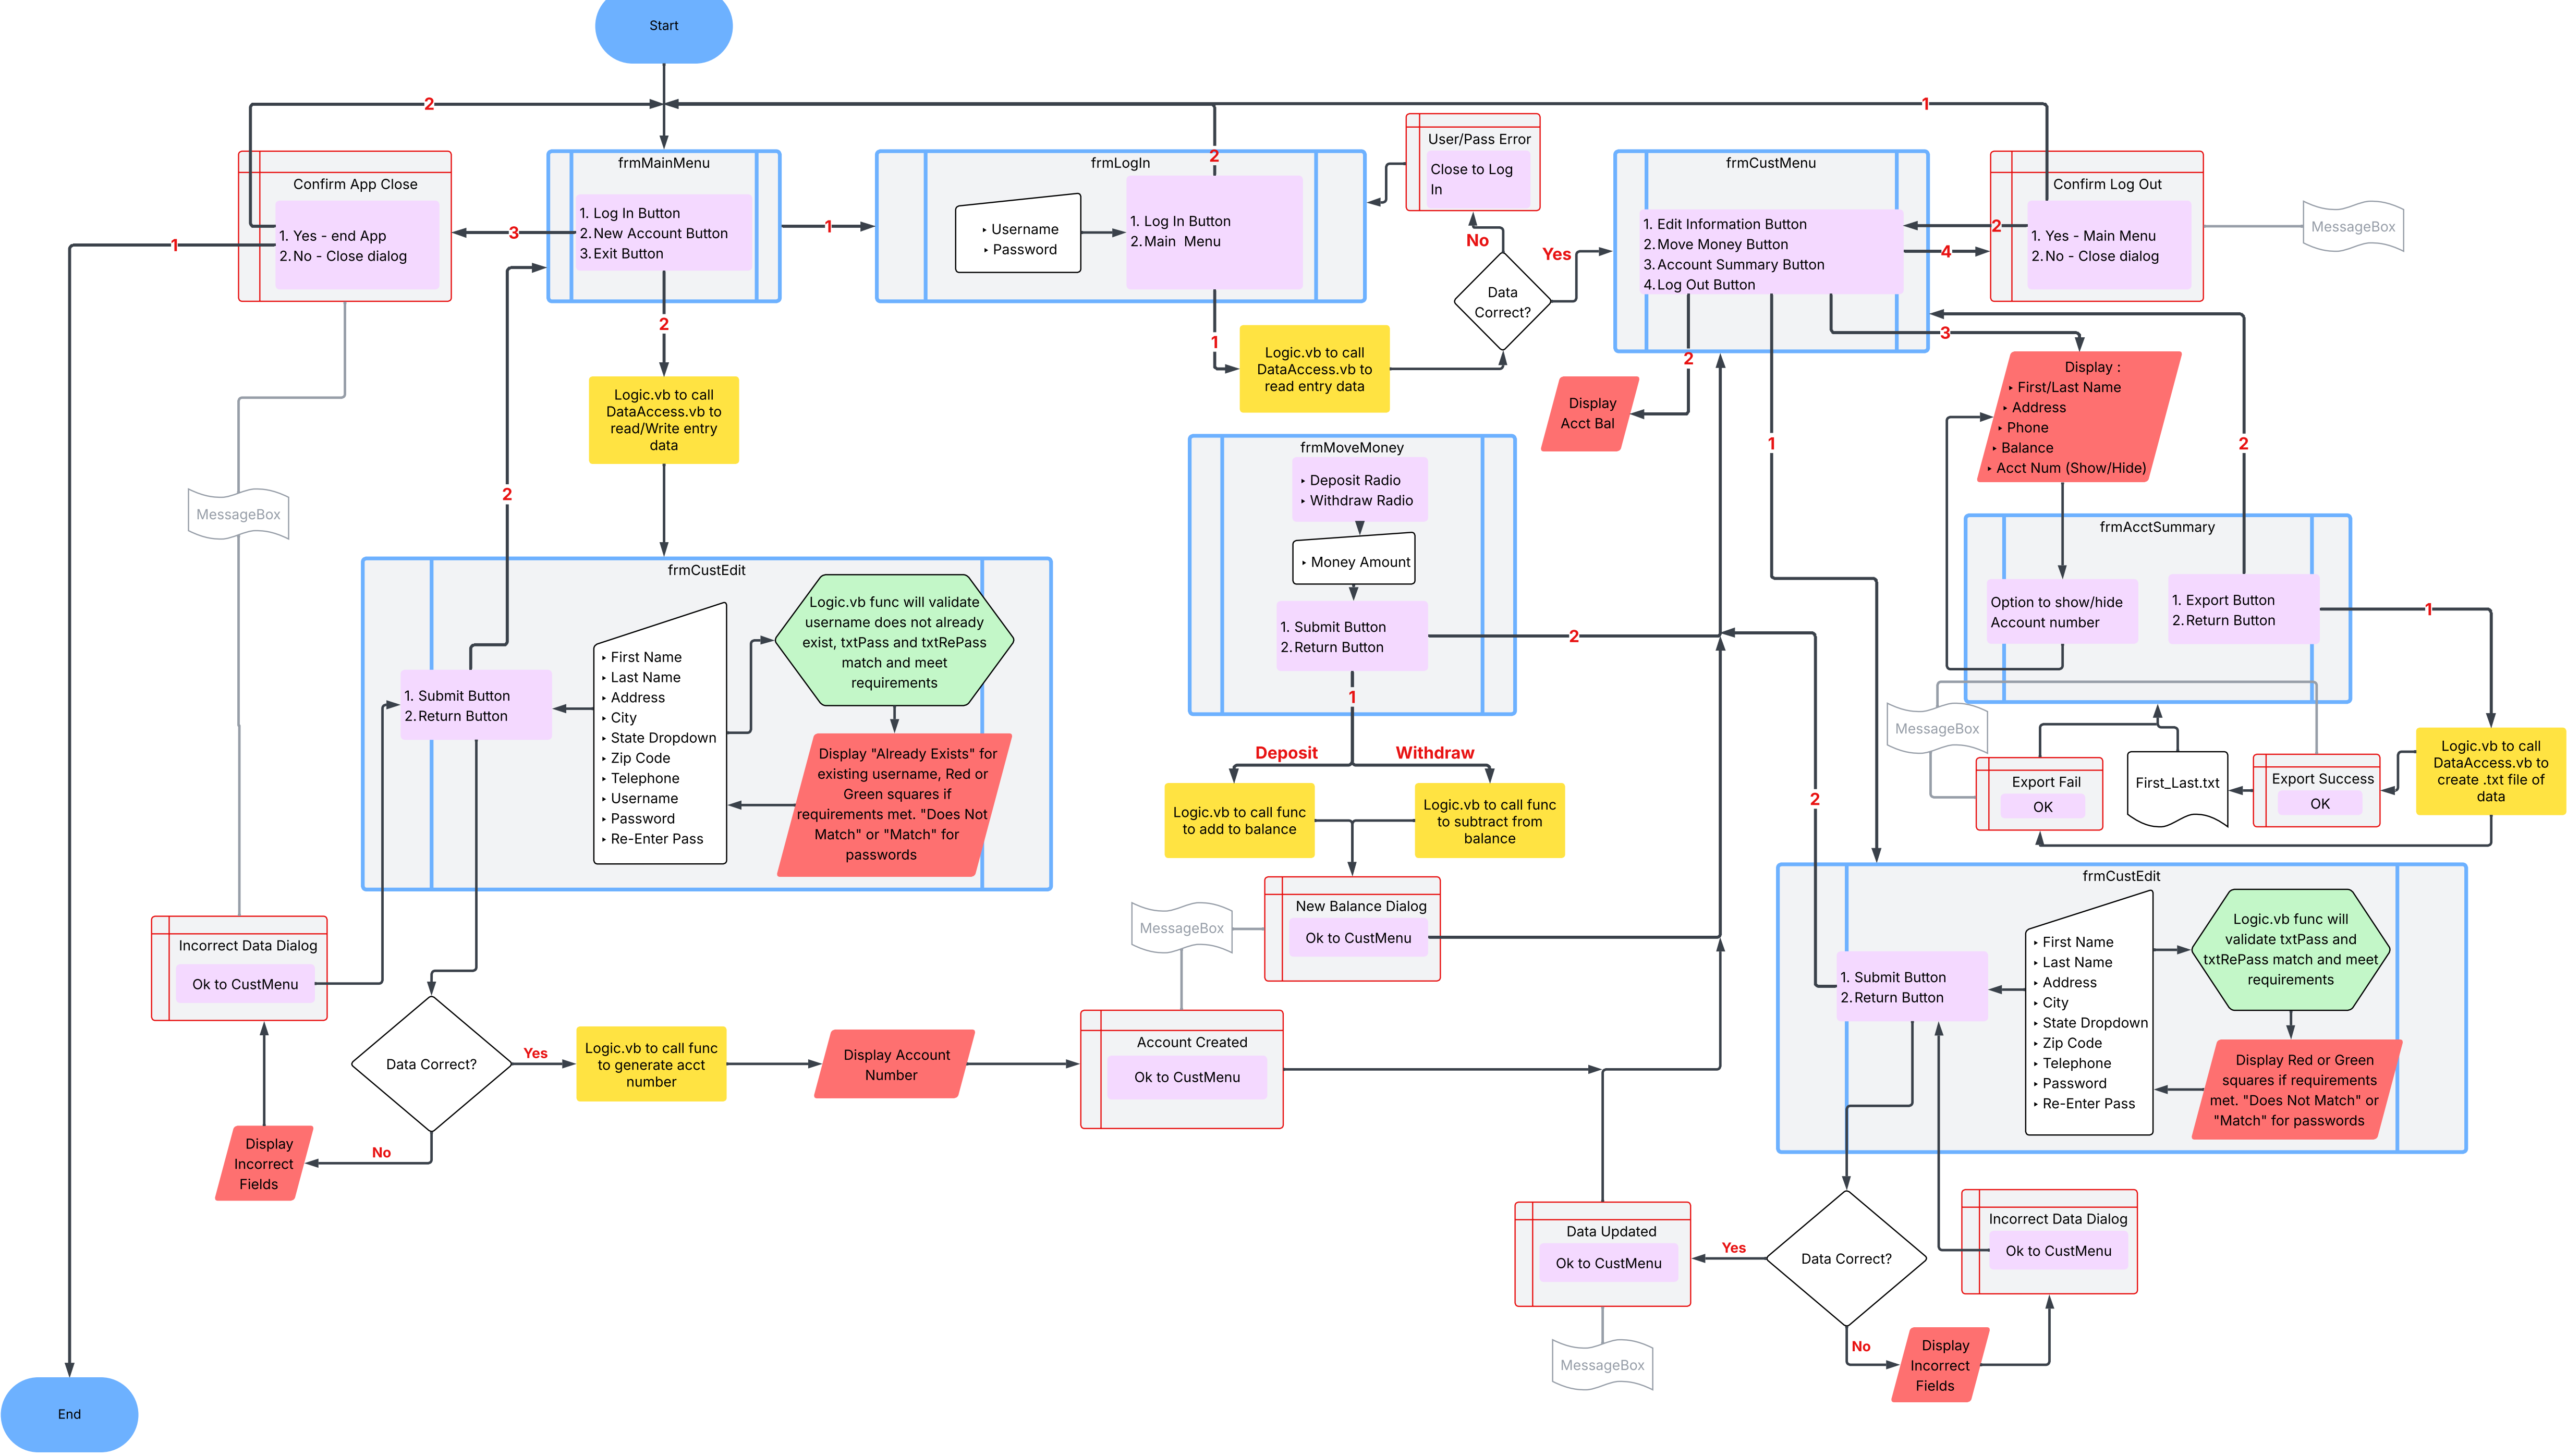 Start
2
1
Confirm App Close
1. Yes - end App
2. No - Close dialog
1
3
frmMainMenu
1. Log In Button
2. New Account Button
3. Exit Button
1
2
frmLogIn
‣ Username
‣ Password
2
1. Log In Button
2. Main Menu
1
User/Pass Error
Close to Log
In
No
Yes
Data
Correct?
Logic.vb to call
DataAccess.vb to
read entry data
frmCustMenu
1. Edit Information Button
2. Move Money Button
3. Account Summary Button
4. Log Out Button
2
4
Confirm Log Out
1. Yes - Main Menu
2. No - Close dialog
MessageBox
3
2
1
2
Display
Acct Bal
Display :
‣ First/Last Name
‣ Address
‣ Phone
‣ Balance
‣ Acct Num (Show/Hide)
Logic.vb to call
DataAccess.vb to
read/Write entry
data
2
MessageBox
frmMoveMoney
‣ Deposit Radio
‣ Withdraw Radio
‣ Money Amount
1. Submit Button
2. Return Button
2
1
Deposit
Withdraw
Logic.vb to call func
to add to balance
Logic.vb to call func
to subtract from
balance
New Balance Dialog
Ok to CustMenu
MessageBox
frmAcctSummary
Option to show/hide
Account number
1. Export Button
2. Return Button
1
MessageBox
Export Fail
OK
First_Last.txt
Export Success
OK
Logic.vb to call
DataAccess.vb to
create .txt file of
data
frmCustEdit
1. Submit Button
2. Return Button
‣ First Name
‣ Last Name
‣ Address
‣ City
‣ State Dropdown
‣ Zip Code
‣ Telephone
‣ Username
‣ Password
‣ Re-Enter Pass
Logic.vb func will validate
username does not already
exist, txtPass and txtRePass
match and meet
requirements
Display "Already Exists" for
existing username, Red or
Green squares if
requirements met. "Does Not
Match" or "Match" for
passwords
Incorrect Data Dialog
Ok to CustMenu
Data Correct?
Yes
No
Display
Incorrect
Fields
Logic.vb to call func
to generate acct
number
Display Account
Number
Account Created
Ok to CustMenu
2
frmCustEdit
1. Submit Button
2. Return Button
‣ First Name
‣ Last Name
‣ Address
‣ City
‣ State Dropdown
‣ Zip Code
‣ Telephone
‣ Password
‣ Re-Enter Pass
Logic.vb func will
validate txtPass and
txtRePass match and meet
requirements
Display Red or Green
squares if requirements
met. "Does Not Match" or
"Match" for passwords
Data Updated
Ok to CustMenu
MessageBox
Yes
Data Correct?
No
Incorrect Data Dialog
Ok to CustMenu
Display
Incorrect
Fields
End